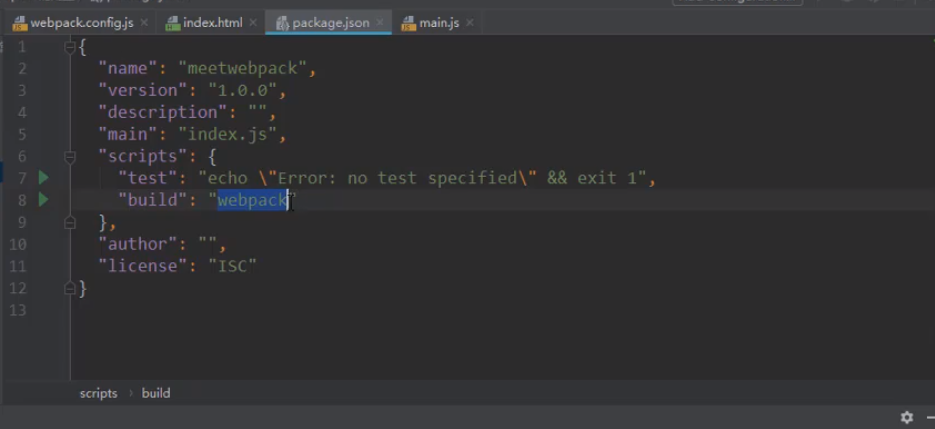 webpack.config.js index.html package.json main.js
1 {
2 "name": "meetwebpack",
3 "version": "1.0.0",
4 "description": "",
5 "main": "index.js",
6 "scripts": {
7 "test": "echo \"Error: no test specified\" && exit 1",
8 "build": "webpack"
9 },
10 "author": "",
11 "license": "ISC"
12 }
13
scripts › build